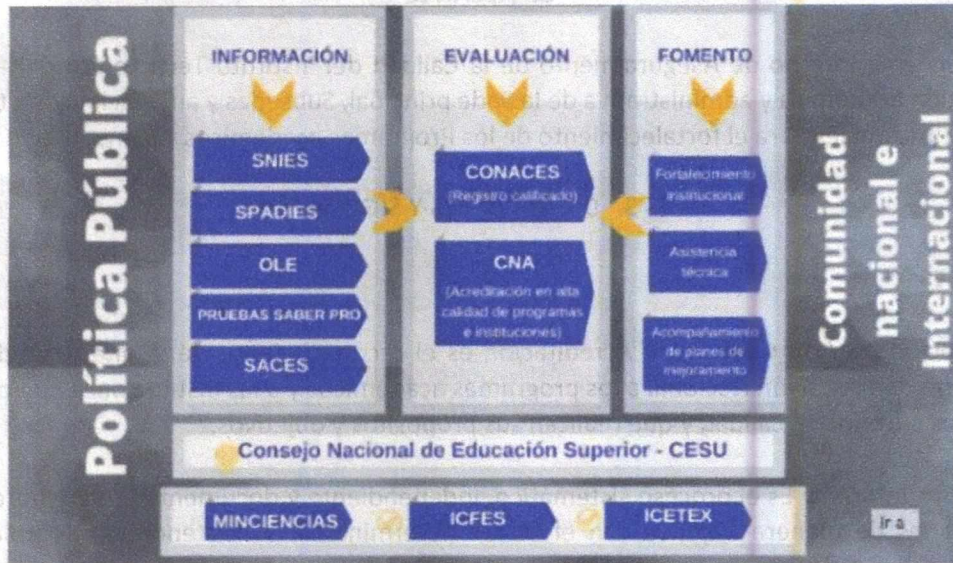 Política Pública
INFORMACIÓN
SNIES
SPADIES
OLE
PRUEBAS SABER PRO
SACES
EVALUACIÓN
CONACES
(Registro calificado)
CNA
(Acreditación en alta
calidad de programas
e instituciones)
FOMENTO
Fortalecimiento
institucional
Asistencia
técnica
Acompañamiento
de planes de
mejoramiento
Consejo Nacional de Educación Superior - CESU
MINCIENCIAS
ICFES
ICETEX
Comunidad
nacional e
Internacional
Ir a